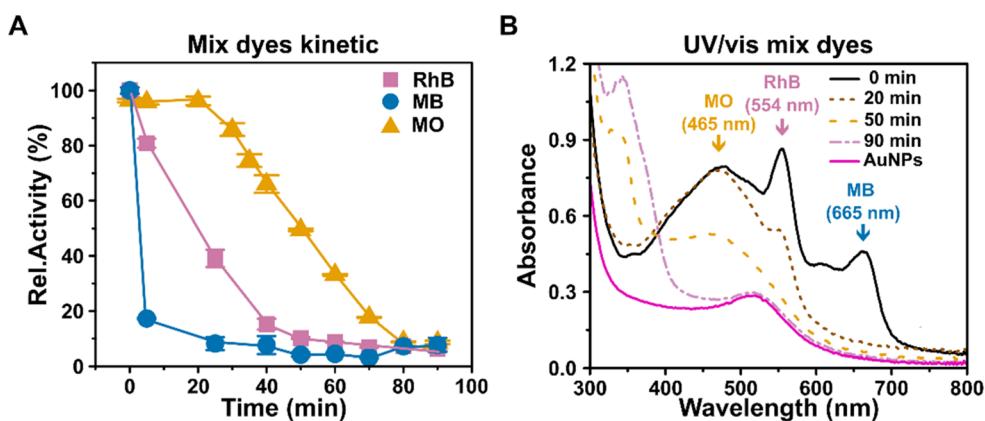 A
Mix dyes kinetic
Rel.Activity (%)
100
80
60
40
20
0
RhB
MB
MO
0 20 40 60 80 100
Time (min)
B
UV/vis mix dyes
Absorbance
1.2
0.9
0.6
0.3
0.0
MO
(465 nm)
RhB
(554 nm)
MB
(665 nm)
0 min
20 min
50 min
90 min
AuNPs
300 400 500 600 700 800
Wavelength (nm)